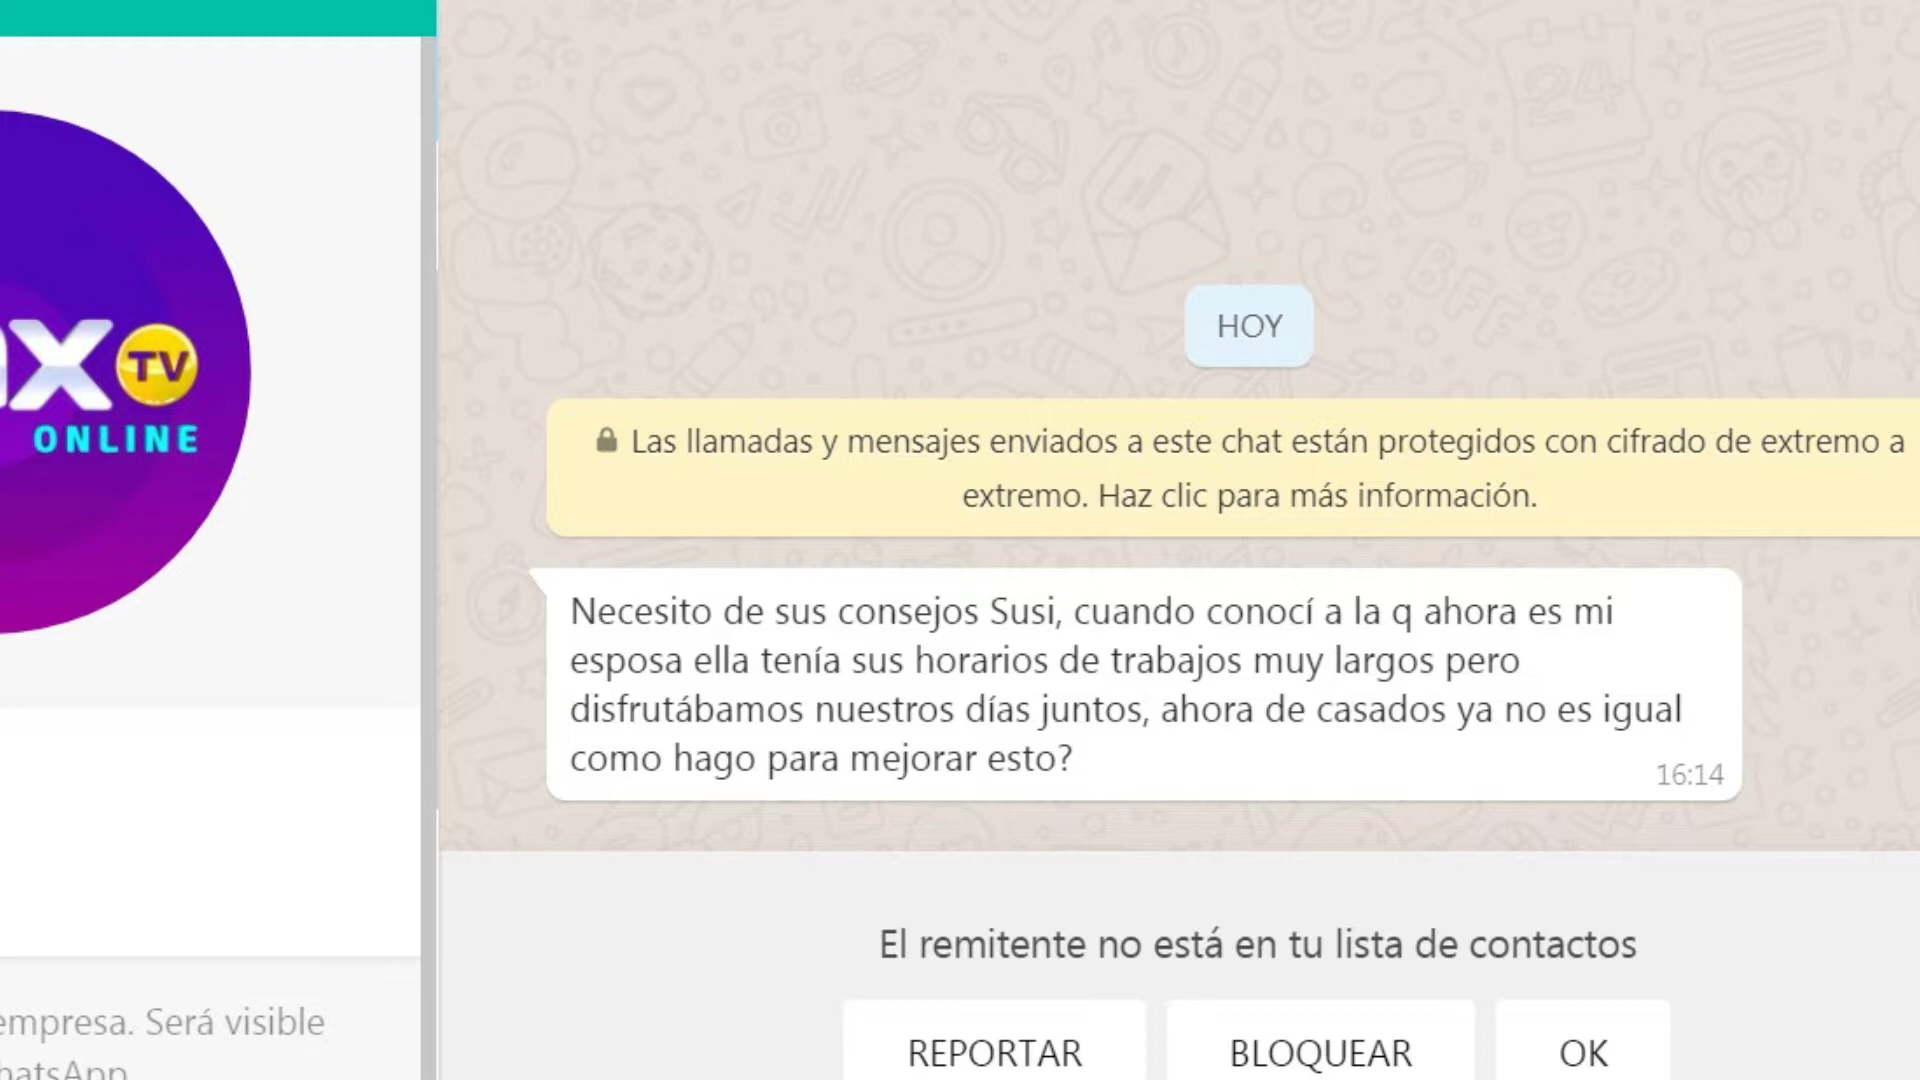 X TV
ONLINE
empresa. Será visible
HOY
Las llamadas y mensajes enviados a este chat están protegidos con cifrado de extremo a
extremo. Haz clic para más información.
Necesito de sus consejos Susi, cuando conocí a la q ahora es mi
esposa ella tenía sus horarios de trabajos muy largos pero
disfrutábamos nuestros días juntos, ahora de casados ya no es igual
como hago para mejorar esto?
16:14
El remitente no está en tu lista de contactos
REPORTAR BLOQUEAR OK